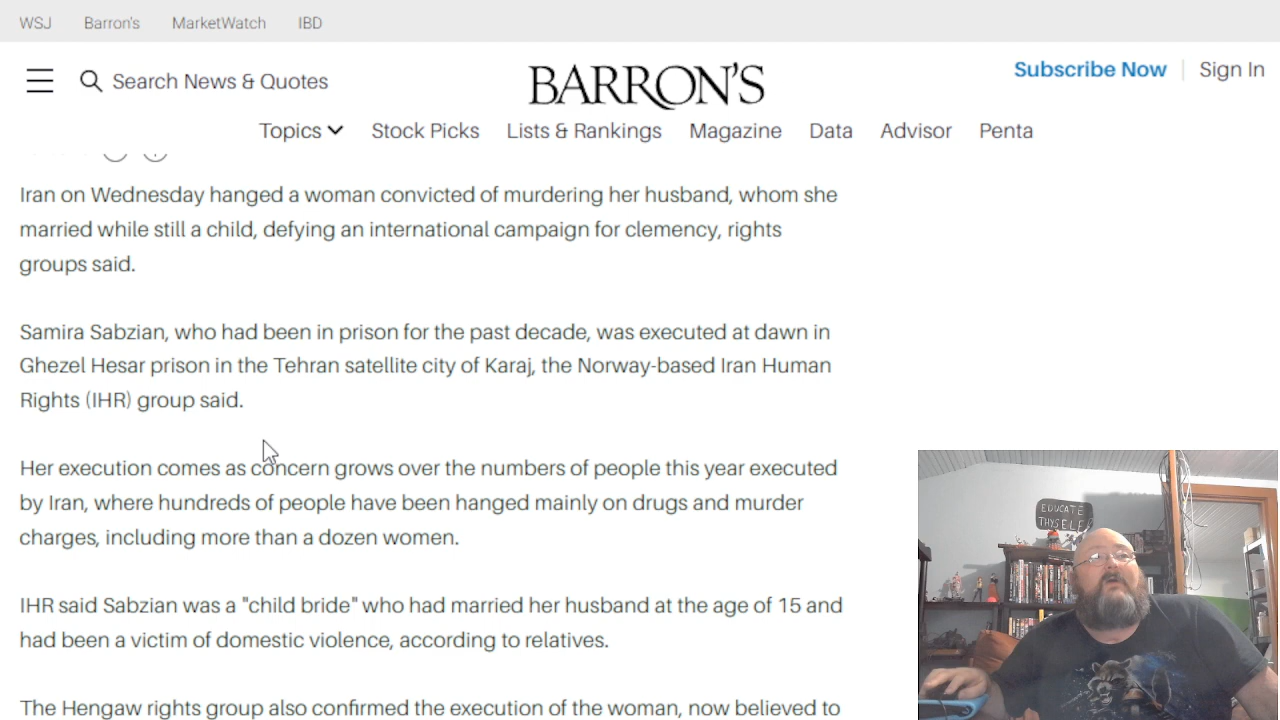 WSJ Barron's MarketWatch IBD
Search News & Quotes
BARRON'S
Subscribe Now Sign In
Topics Stock Picks Lists & Rankings Magazine Data Advisor Penta
Iran on Wednesday hanged a woman convicted of murdering her husband, whom she
married while still a child, defying an international campaign for clemency, rights
groups said.
Samira Sabzian, who had been in prison for the past decade, was executed at dawn in
Ghezel Hesar prison in the Tehran satellite city of Karaj, the Norway-based Iran Human
Rights (IHR) group said.
Her execution comes as concern grows over the numbers of people this year executed
by Iran, where hundreds of people have been hanged mainly on drugs and murder
charges, including more than a dozen women.
IHR said Sabzian was a "child bride" who had married her husband at the age of 15 and
had been a victim of domestic violence, according to relatives.
The Hengaw rights group also confirmed the execution of the woman, now believed to
EDUCATE
THYSELF